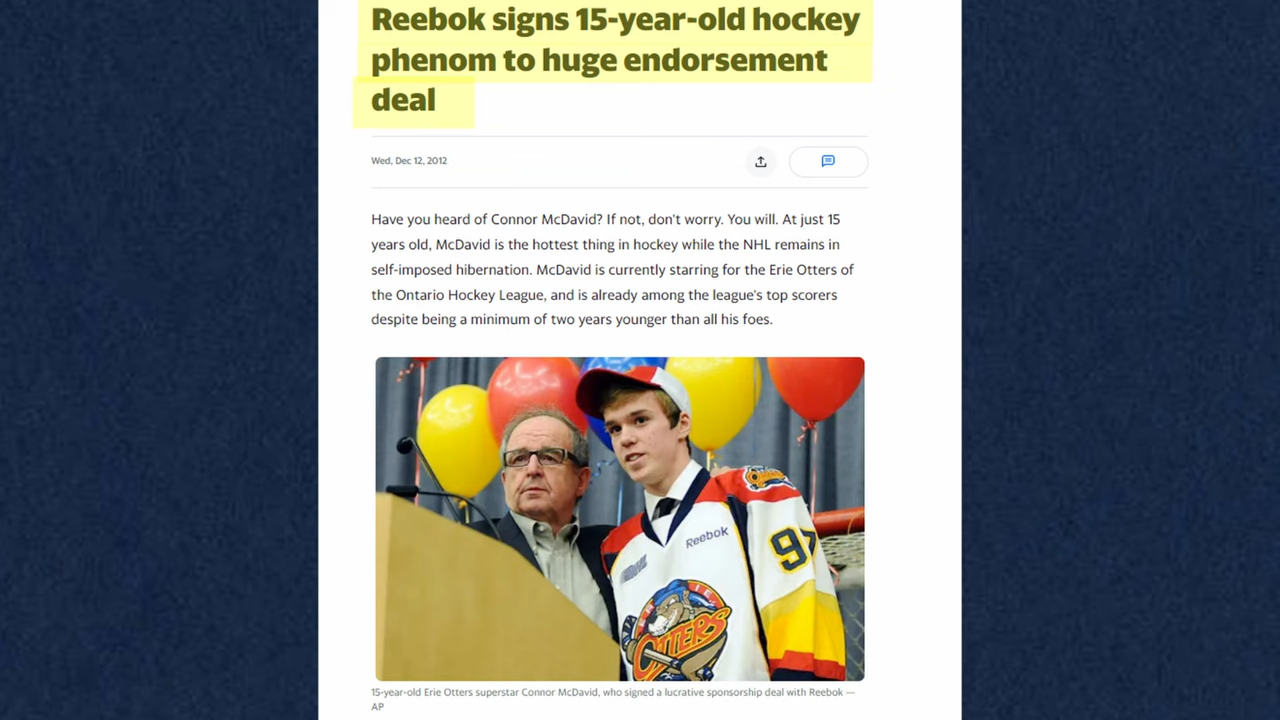 Reebok signs 15-year-old hockey
phenom to huge endorsement
deal
Wed, Dec 12, 2012
Have you heard of Connor McDavid? If not, don't worry. You will. At just 15
years old, McDavid is the hottest thing in hockey while the NHL remains in
self-imposed hibernation. McDavid is currently starring for the Erie Otters of
the Ontario Hockey League, and is already among the league's top scorers
despite being a minimum of two years younger than all his foes.
Reebok
97
ERIE
OTTERS
15-year-old Erie Otters superstar Connor McDavid, who signed a lucrative sponsorship deal with Reebok —
AP